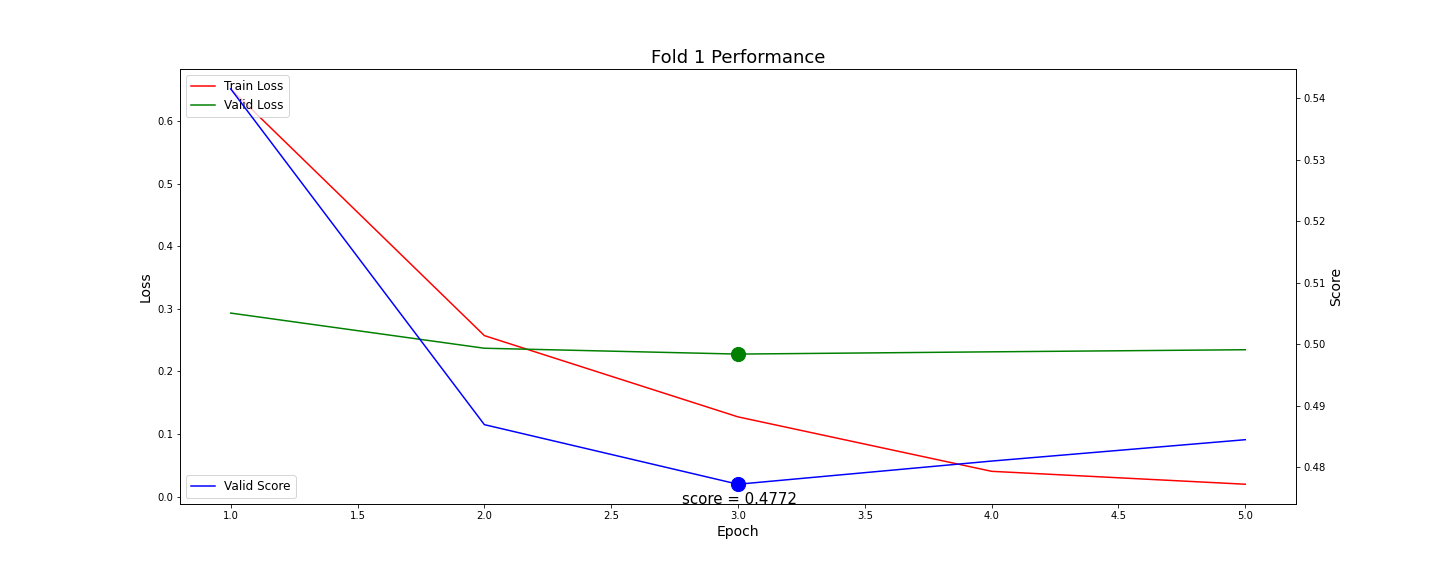 Fold 1 Performance
Train Loss
Valid Loss
Valid Score
score = 0.4772
Loss
0.6
0.5
0.4
0.3
0.2
0.1
0.0
Score
0.54
0.53
0.52
0.51
0.50
0.49
0.48
1.0 1.5 2.0 2.5 3.0 3.5 4.0 4.5 5.0
Epoch